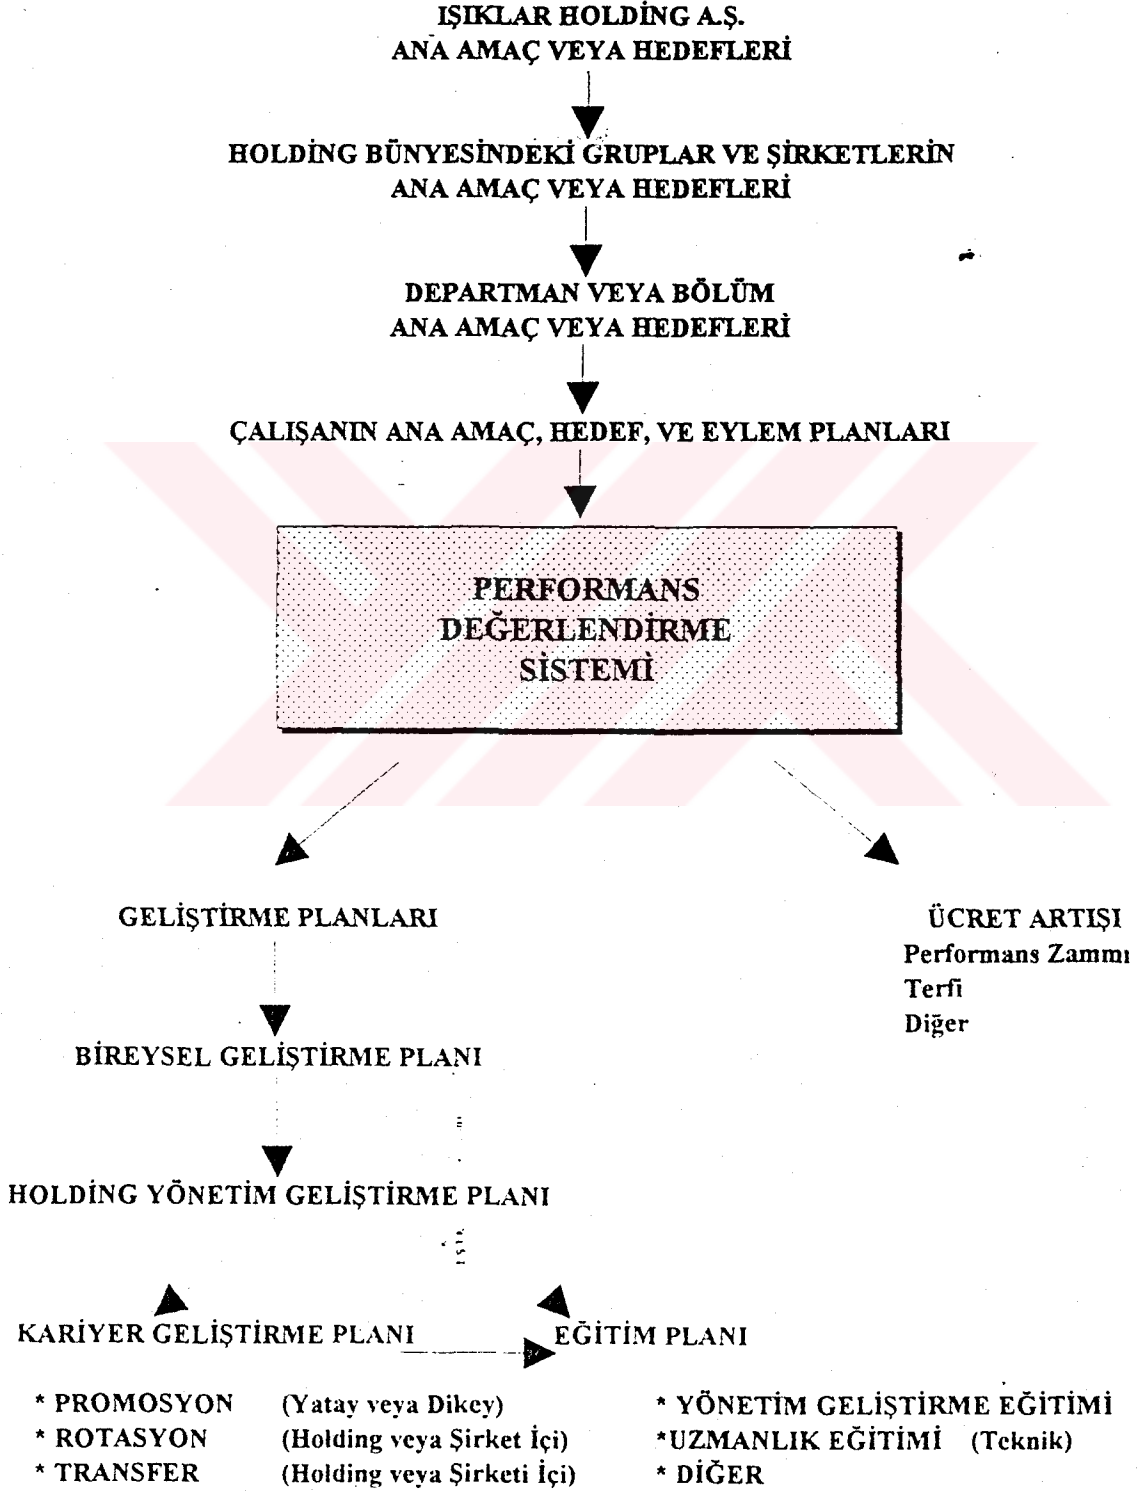 IŞIKLAR HOLDİNG A.Ş.
ANA AMAÇ VEYA HEDEFLERİ
HOLDİNG BÜNYESİNDEKİ GRUPLAR VE ŞİRKETLERİN
ANA AMAÇ VEYA HEDEFLERİ
DEPARTMAN VEYA BÖLÜM
ANA AMAÇ VEYA HEDEFLERİ
ÇALIŞANIN ANA AMAÇ, HEDEF, VE EYLEM PLANLARI
PERFORMANS
DEĞERLENDİRME
SİSTEMİ
GELİŞTİRME PLANLARI
ÜCRET ARTIŞI
Performans Zammı
Terfi
Diğer
BİREYSEL GELİŞTİRME PLANI
HOLDİNG YÖNETİM GELİŞTİRME PLANI
KARİYER GELİŞTİRME PLANI
EĞİTİM PLANI
* PROMOSYON (Yatay veya Dikey)
* ROTASYON (Holding veya Şirket İçi)
* TRANSFER (Holding veya Şirketi İçi)
* YÖNETİM GELİŞTİRME EĞİTİMİ
*UZMANLIK EĞİTİMİ (Teknik)
* DİĞER